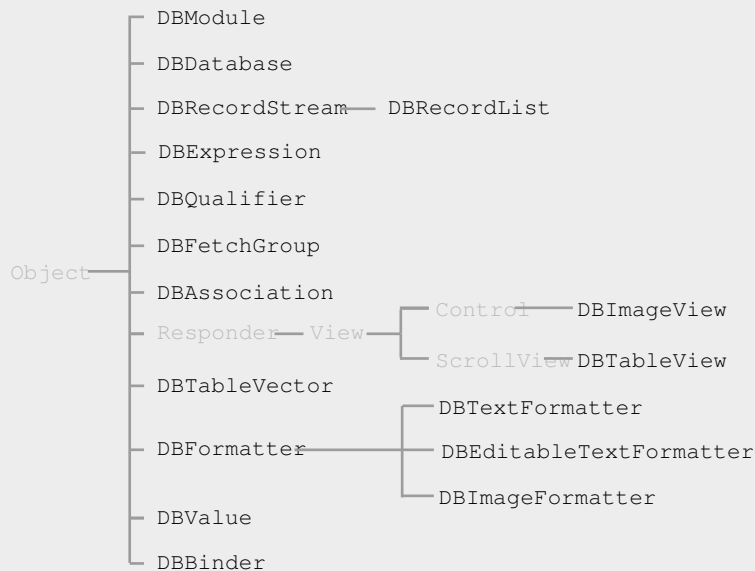 DBModule
DBDatabase
DBRecordStream DBRecordList
DBExpression
DBQualifier
DBFetchGroup
Object
DBAssociation
Control DBImageView
Responder View
ScrollView DBTableView
DBTableVector
DBTextFormatter
DBFormatter DBEditableTextFormatter
DBImageFormatter
DBValue
DBBinder